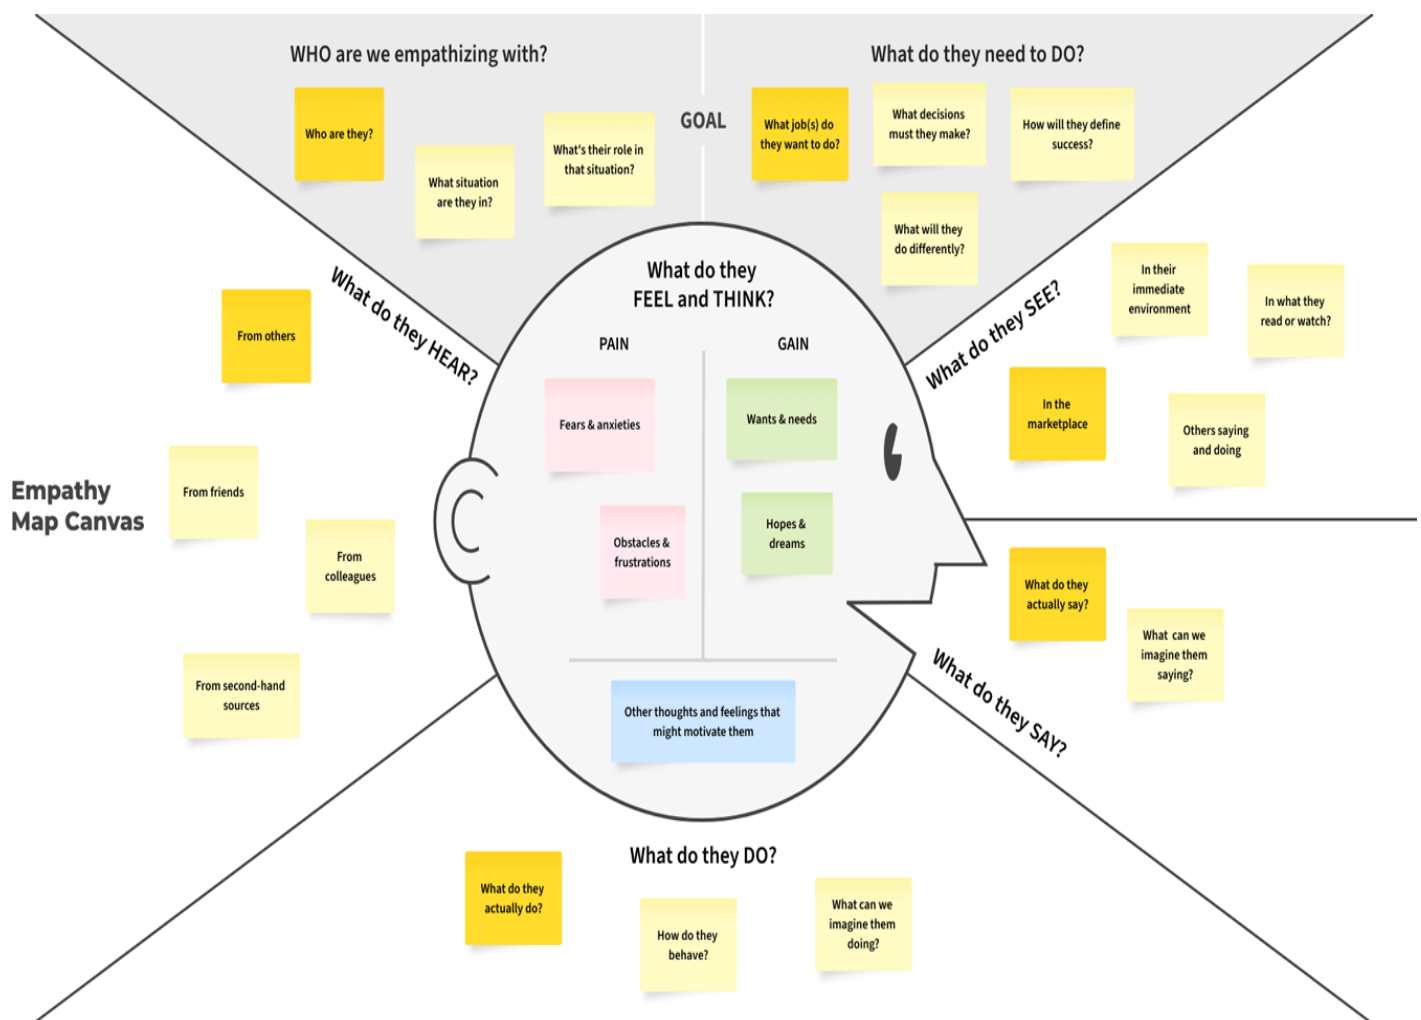 WHO are we empathizing with?
Who are they?
What situation
are they in?
What's their role in
that situation?
GOAL
What do they need to DO?
What job(s) do
they want to do?
What decisions
must they make?
How will they define
success?
What will they
do differently?
What do they HEAR?
From others
From friends
From
colleagues
From second-hand
sources
Empathy
Map Canvas
What do they
FEEL and THINK?
PAIN
Fears & anxieties
Obstacles &
frustrations
GAIN
Wants & needs
Hopes &
dreams
Other thoughts and feelings that
might motivate them
What do they SEE?
In their
immediate
environment
In what they
read or watch?
In the
marketplace
Others saying
and doing
What do they SAY?
What do they
actually say?
What can we
imagine them
saying?
What do they DO?
What do they
actually do?
How do they
behave?
What can we
imagine them
doing?